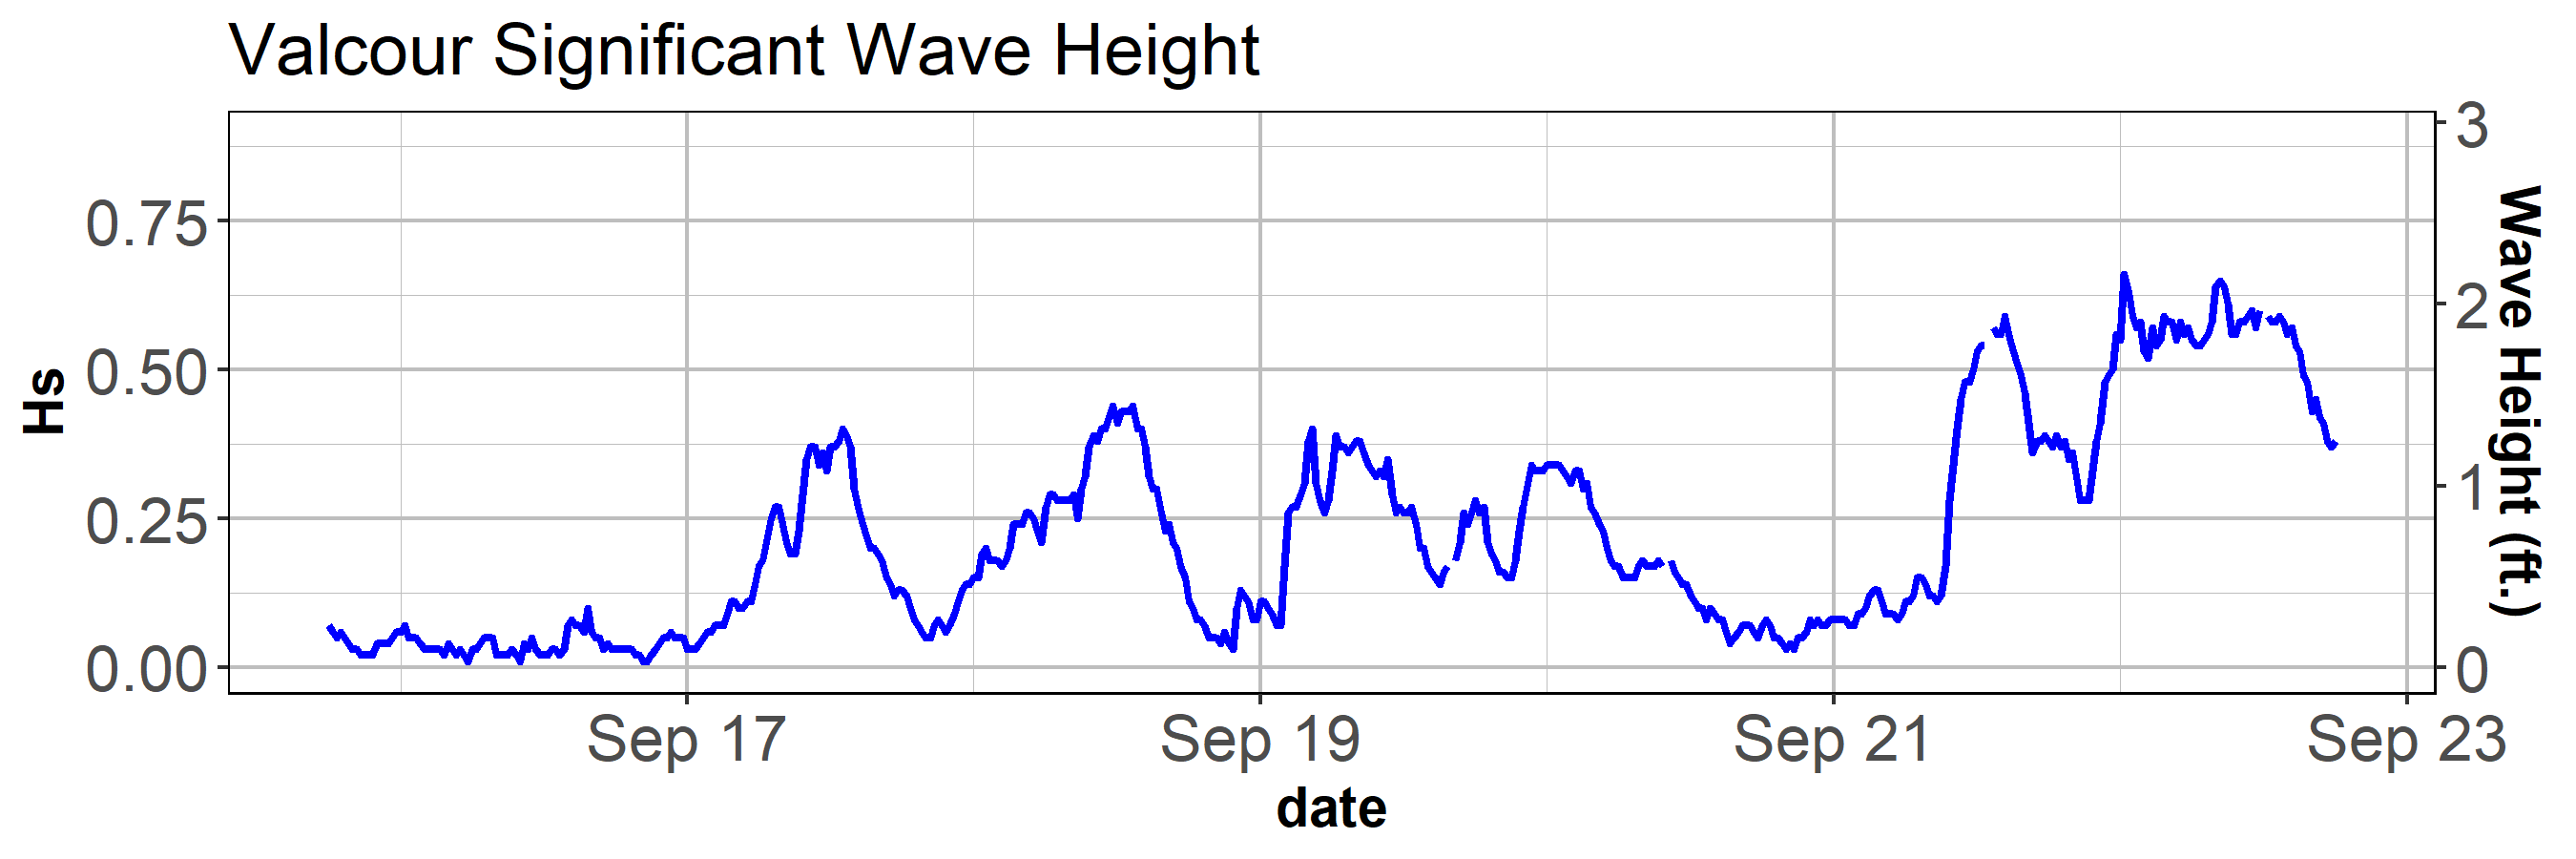 Valcour Significant Wave Height
Hs
0.75
0.50
0.25
0.00
3
2
1
0
Wave Height (ft.)
Sep 17 Sep 19 Sep 21 Sep 23
date